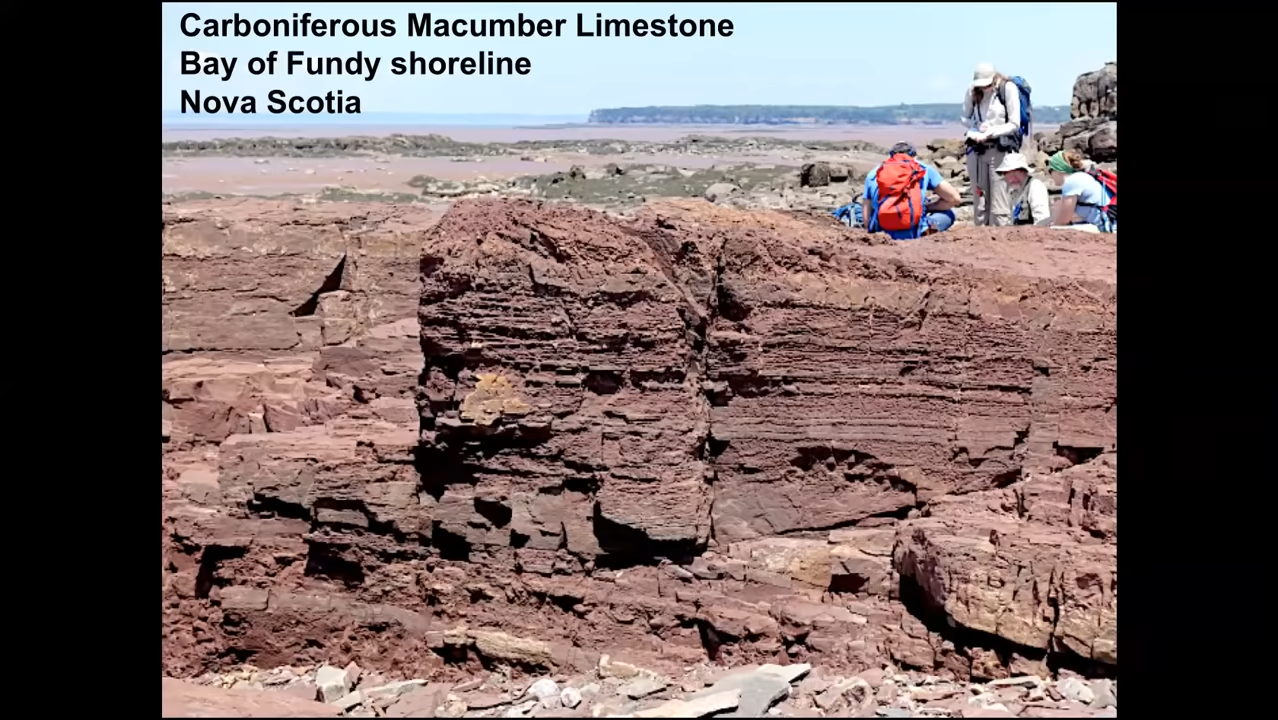 Carboniferous Macumber Limestone
Bay of Fundy shoreline
Nova Scotia